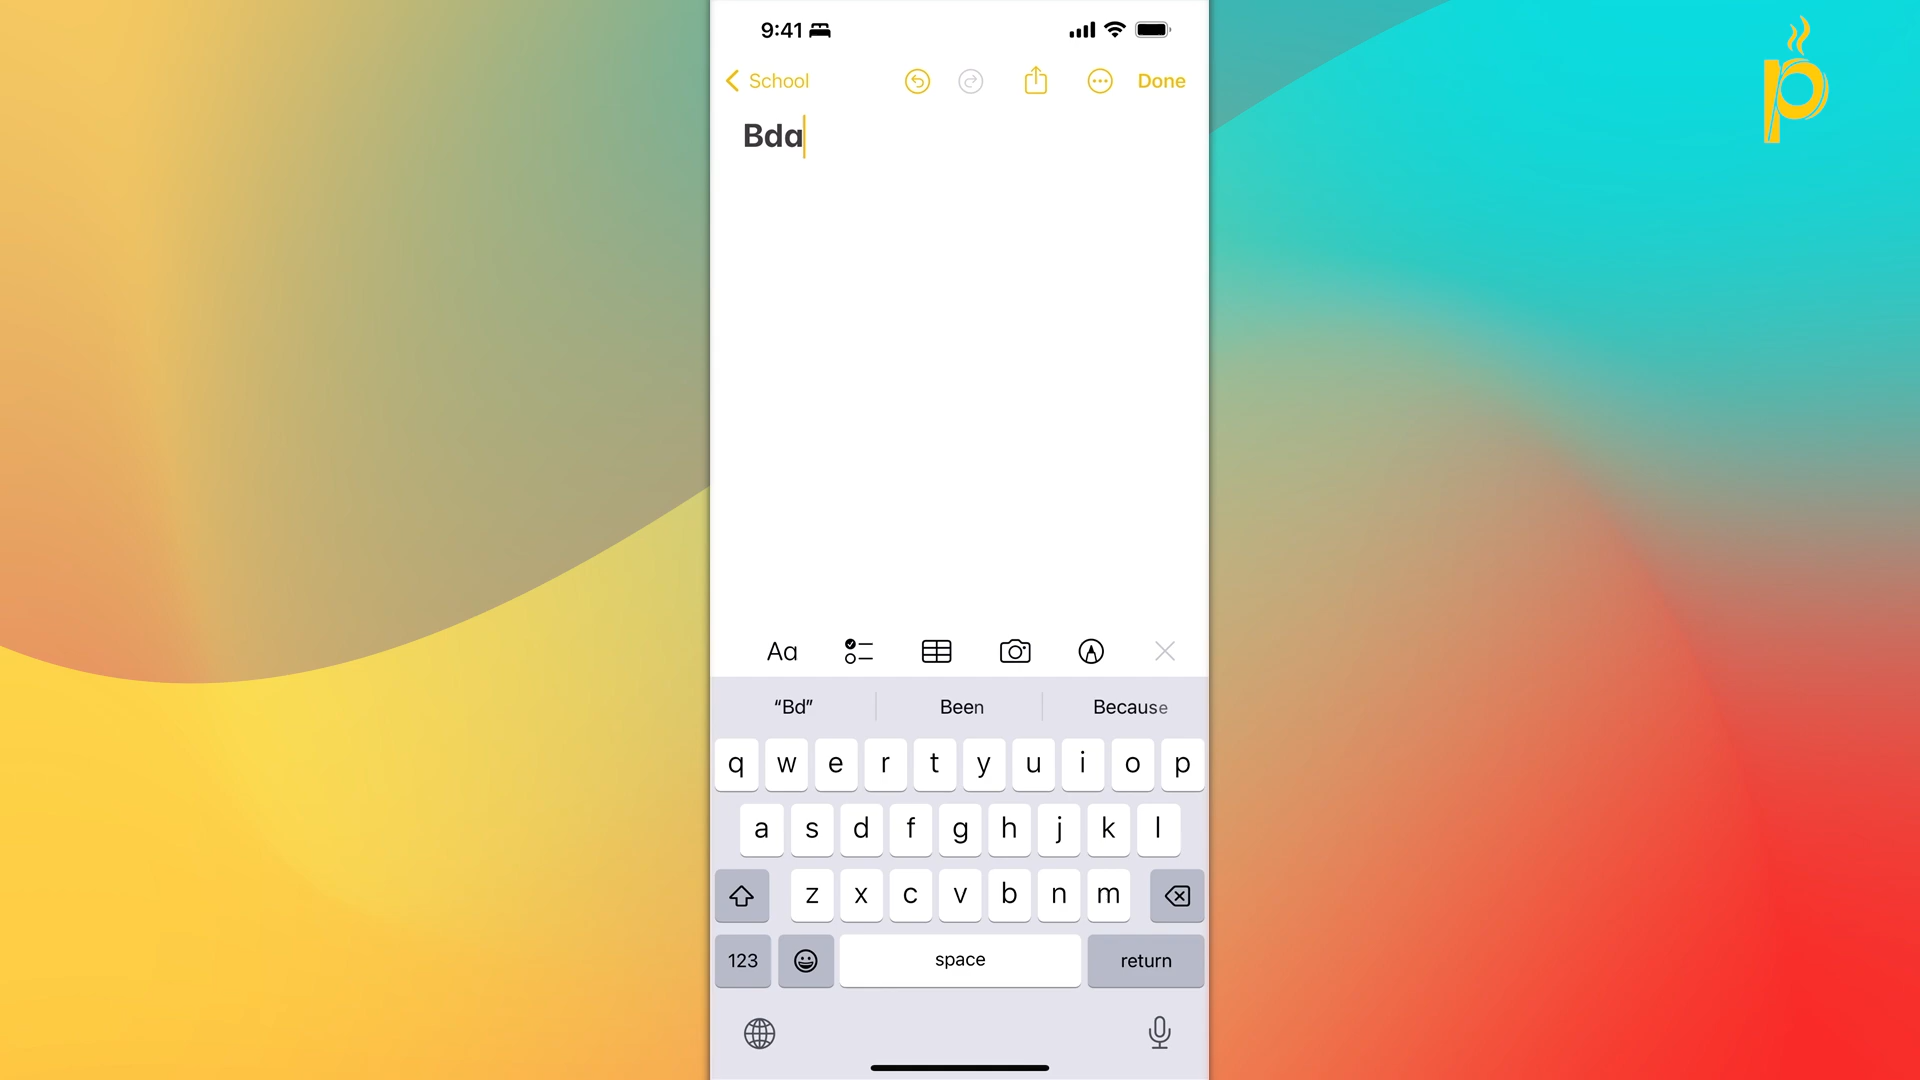 9:41
School Done
Bda
Aa
“Bd” Been Because
q w e r t y u i o p
a s d f g h j k l
z x c v b n m
123 space return
p